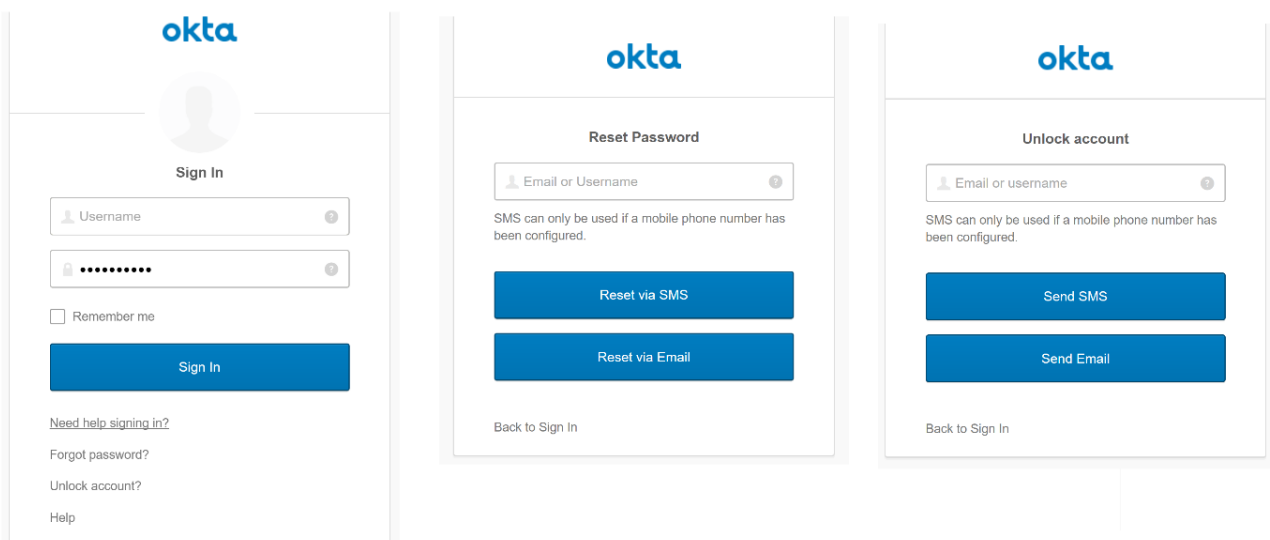 okta
Sign In
Username
Remember me
Sign In
Need help signing in?
Forgot password?
Unlock account?
Help
okta
Reset Password
Email or Username
SMS can only be used if a mobile phone number has
been configured.
Reset via SMS
Reset via Email
Back to Sign In
okta
Unlock account
Email or username
SMS can only be used if a mobile phone number has
been configured.
Send SMS
Send Email
Back to Sign In